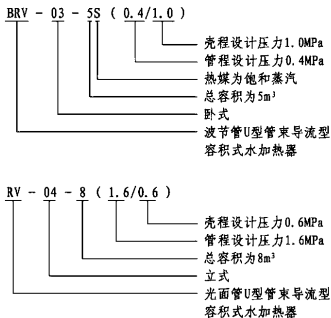 BRV-03-5S(0.4/1.0)
壳程设计压力1.0MPa
管程设计压力0.4MPa
热媒为饱和蒸汽
总容积为5m³
卧式
波节管U型管束导流型
容积式水加热器
RV-04-8(1.6/0.6)
壳程设计压力0.6MPa
管程设计压力1.6MPa
总容积为8m³
立式
光面管U型管束导流型
容积式水加热器